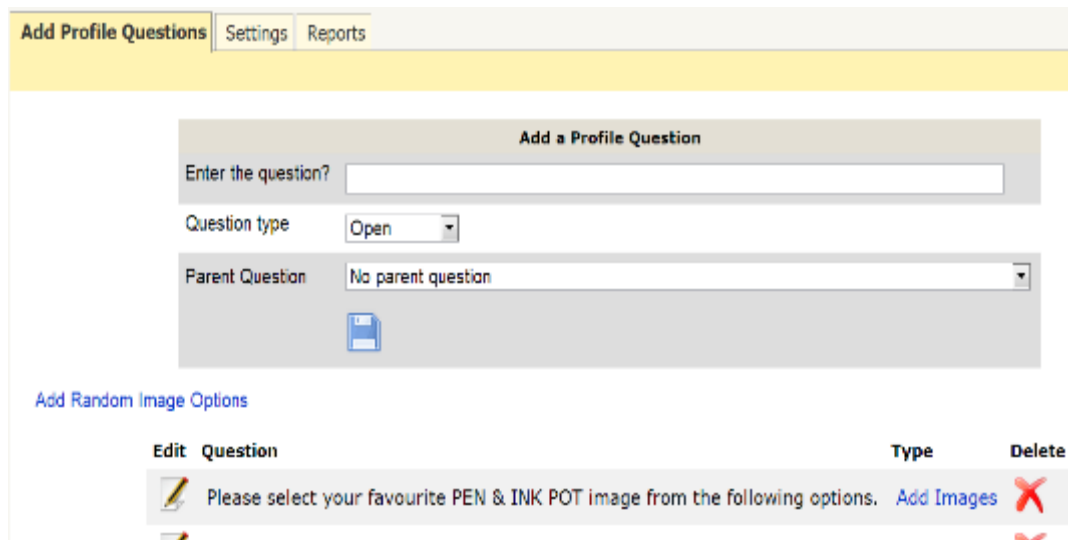 Add Profile Questions Settings Reports
Add a Profile Question
Enter the question?
Question type Open
Parent Question No parent question
Add Random Image Options
Edit Question Type Delete
Please select your favourite PEN & INK POT image from the following options. Add Images